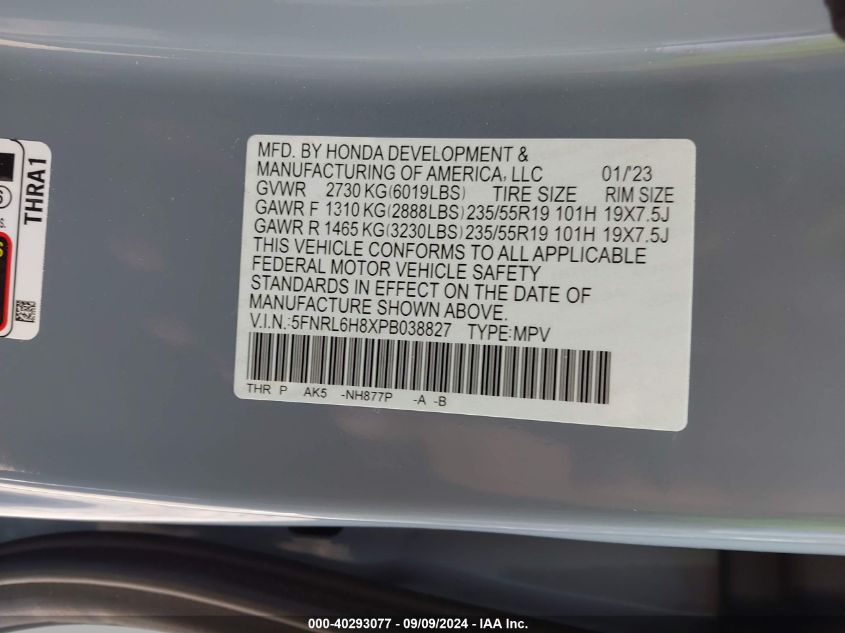 MFD. BY HONDA DEVELOPMENT &
MANUFACTURING OF AMERICA, LLC 01/'23
GVWR 2730 KG(6019LBS) TIRE SIZE RIM SIZE
GAWR F 1310 KG(2888LBS) 235/55R19 101H 19X7.5J
GAWR R 1465 KG(3230LBS) 235/55R19 101H 19X7.5J
THIS VEHICLE CONFORMS TO ALL APPLICABLE
FEDERAL MOTOR VEHICLE SAFETY
STANDARDS IN EFFECT ON THE DATE OF
MANUFACTURE SHOWN ABOVE.
V.I.N.:5FNRL6H8XPB038827 TYPE:MPV
THR P AK5 -NH877P -A -B
THRA1
000-40293077 - 09/09/2024 - © Copyright 2024 IAA, Inc.